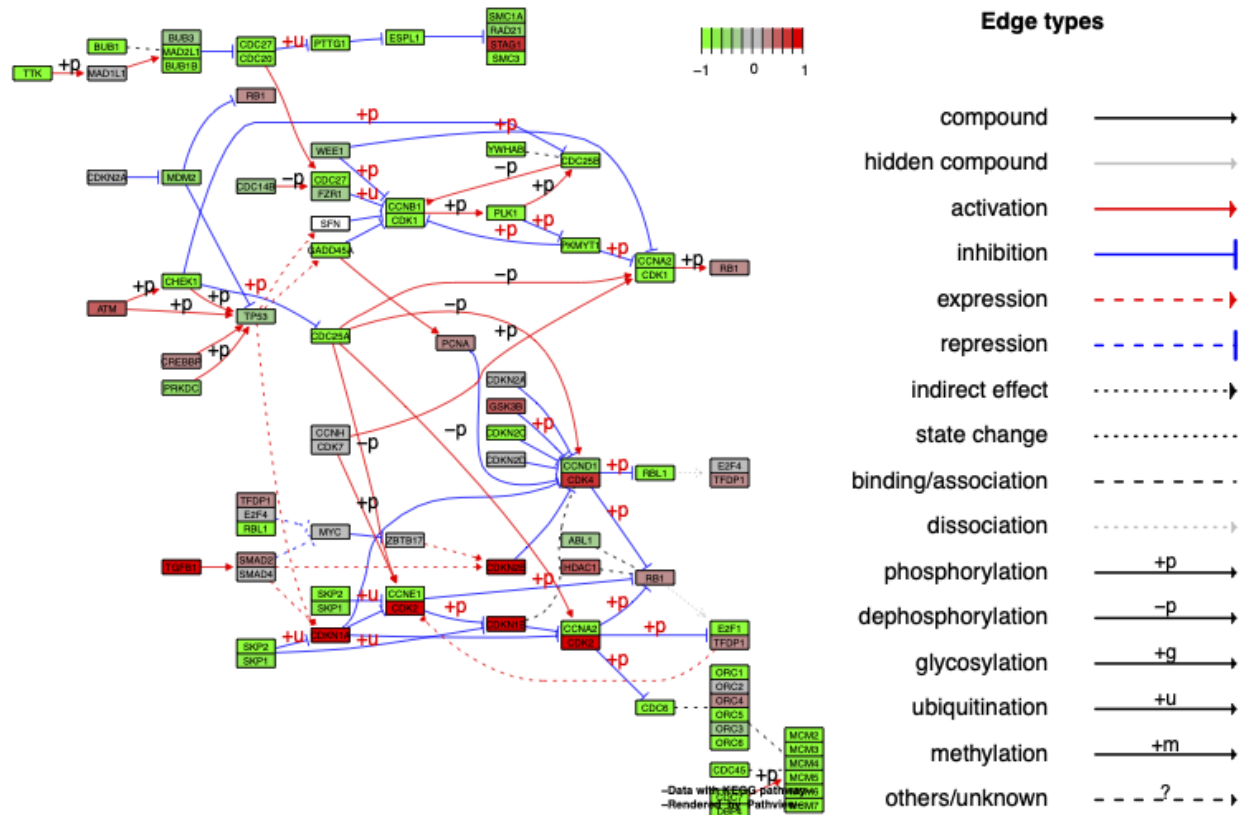 SMC1A
RAD21
STAG1
SMC3
BUB3
MAD2L1
BUB1B
BUB1
CDC27
CDC20
+u
PTTG1
ESPL1
TTK
+p
MAD1L1
RB1
-1
0
1
Edge types
compound
hidden compound
activation
inhibition
expression
repression
indirect effect
state change
binding/association
dissociation
phosphorylation
+p
dephosphorylation
-p
glycosylation
+g
ubiquitination
+u
methylation
+m
others/unknown
?
+p
+p
WEE1
YWHAB
CDC25B
CDKN2A
MDM2
CDC14B
-p
CDC27
FZR1
+p
+u
-p
+p
CCNB1
CDK1
+p
PLK1
+p
+p
SFN
GADD45A
PKMYT1
+p
CCNA2
CDK1
+p
RB1
CHEK1
+p
+p
+p
+p
ATM
TP53
-p
-p
+p
CDC25A
PCNA
CREBBP
+p
PRKDC
CDKN2A
GSK3B
+p
CDKN2C
CDKN2D
CCNH
CDK7
-p
-p
CCND1
CDK4
+p
RBL1
E2F4
TFDP1
+p
+p
TFDP1
E2F4
RBL1
MYC
ZBTB17
ABL1
HDAC1
RB1
TGFB1
SMAD2
SMAD4
CDKN2B
+p
SKP2
SKP1
+u
CCNE1
CDK2
+p
+p
CDKN1A
+u
+u
CDKN1B
CCNA2
CDK2
+p
+p
E2F1
TFDP1
SKP2
SKP1
CDC6
ORC1
ORC2
ORC4
ORC5
ORC3
ORC6
CDC45
+p
MCM2
MCM3
MCM4
MCM5
MCM7
-Data with KEGG pathway-
-Rendered by Pathview-